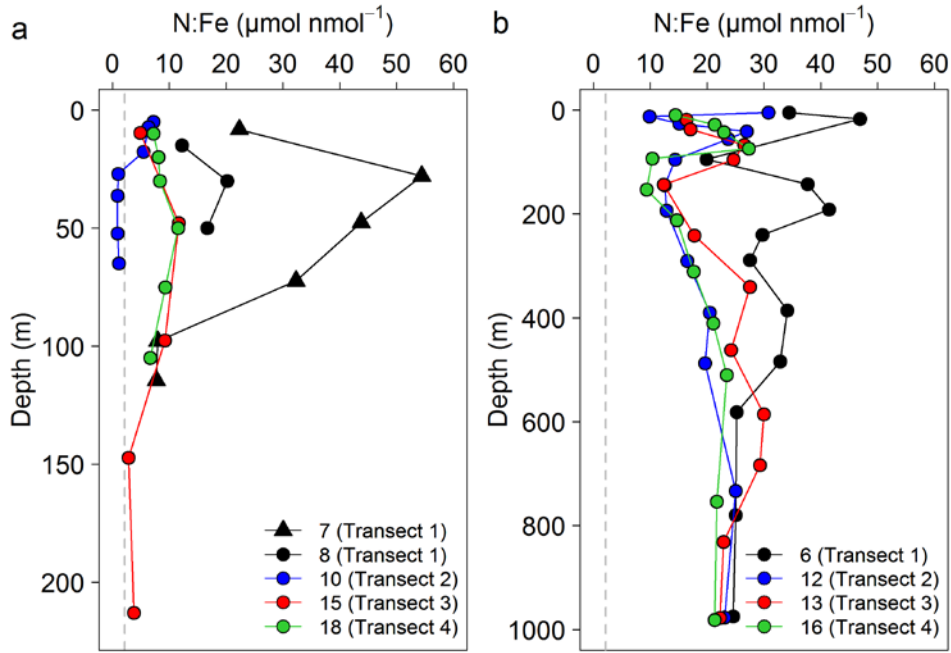 a
N:Fe (µmol nmol⁻¹)
0 10 20 30 40 50 60
Depth (m)
0
50
100
150
200
7 (Transect 1)
8 (Transect 1)
10 (Transect 2)
15 (Transect 3)
18 (Transect 4)
b
N:Fe (µmol nmol⁻¹)
0 10 20 30 40 50 60
Depth (m)
0
200
400
600
800
1000
6 (Transect 1)
12 (Transect 2)
13 (Transect 3)
16 (Transect 4)